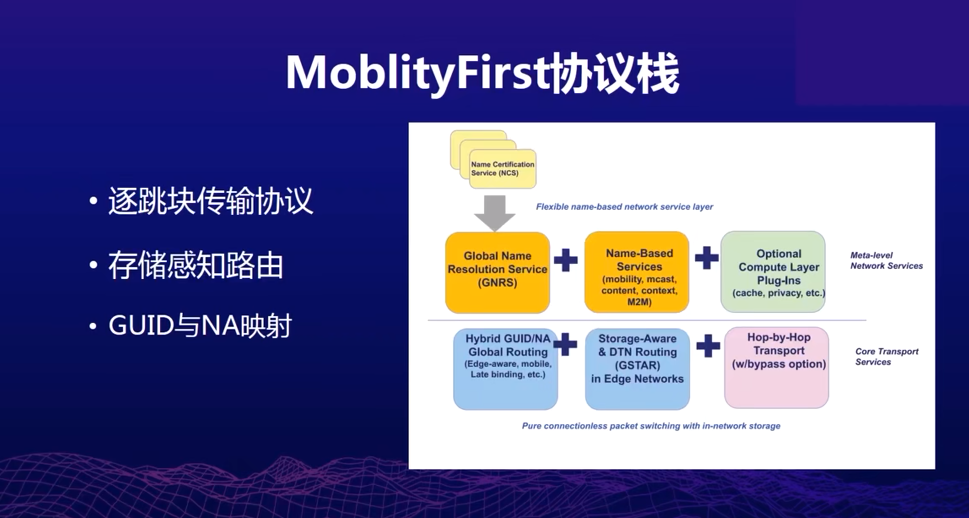 MoblityFirst协议栈
• 逐跳块传输协议
• 存储感知路由
• GUID与NA映射
Name Certification
Service (NCS)
Flexible name-based network service layer
Global Name
Resolution Service
(GNRS)
Name-Based
Services
(mobility, mcast,
content, context,
M2M)
Optional
Compute Layer
Plug-Ins
(cache, privacy, etc.)
Meta-level
Network Services
Hybrid GUID/NA
Global Routing
(Edge-aware, mobile,
Late binding, etc.)
Storage-Aware
& DTN Routing
(GSTAR)
in Edge Networks
Hop-by-Hop
Transport
(w/bypass option)
Core Transport
Services
Pure connectionless packet switching with in-network storage